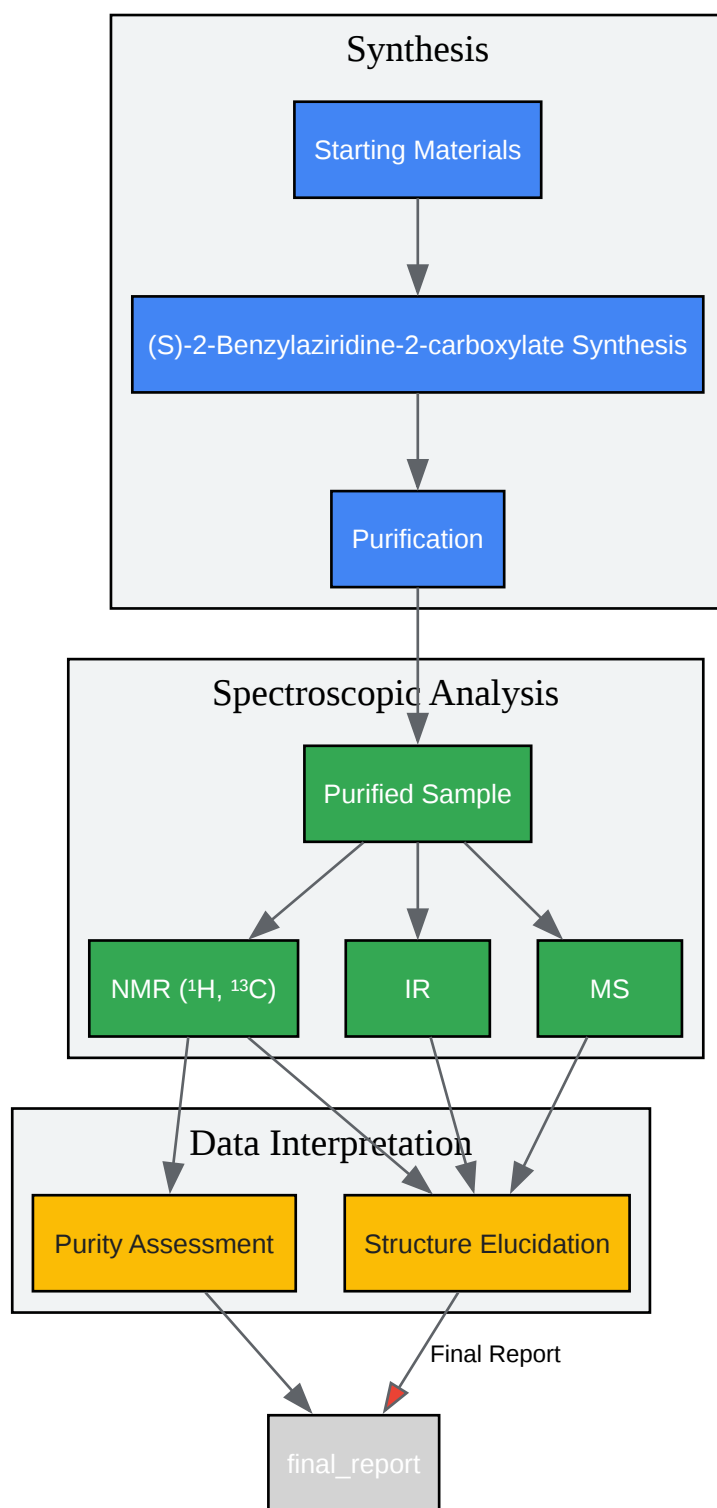 Synthesis
Starting Materials
(S)-2-Benzylaziridine-2-carboxylate Synthesis
Purification
Spectroscopic Analysis
Purified Sample
NMR (¹H, ¹³C)
IR
MS
Data Interpretation
Purity Assessment
Structure Elucidation
Final Report
final_report